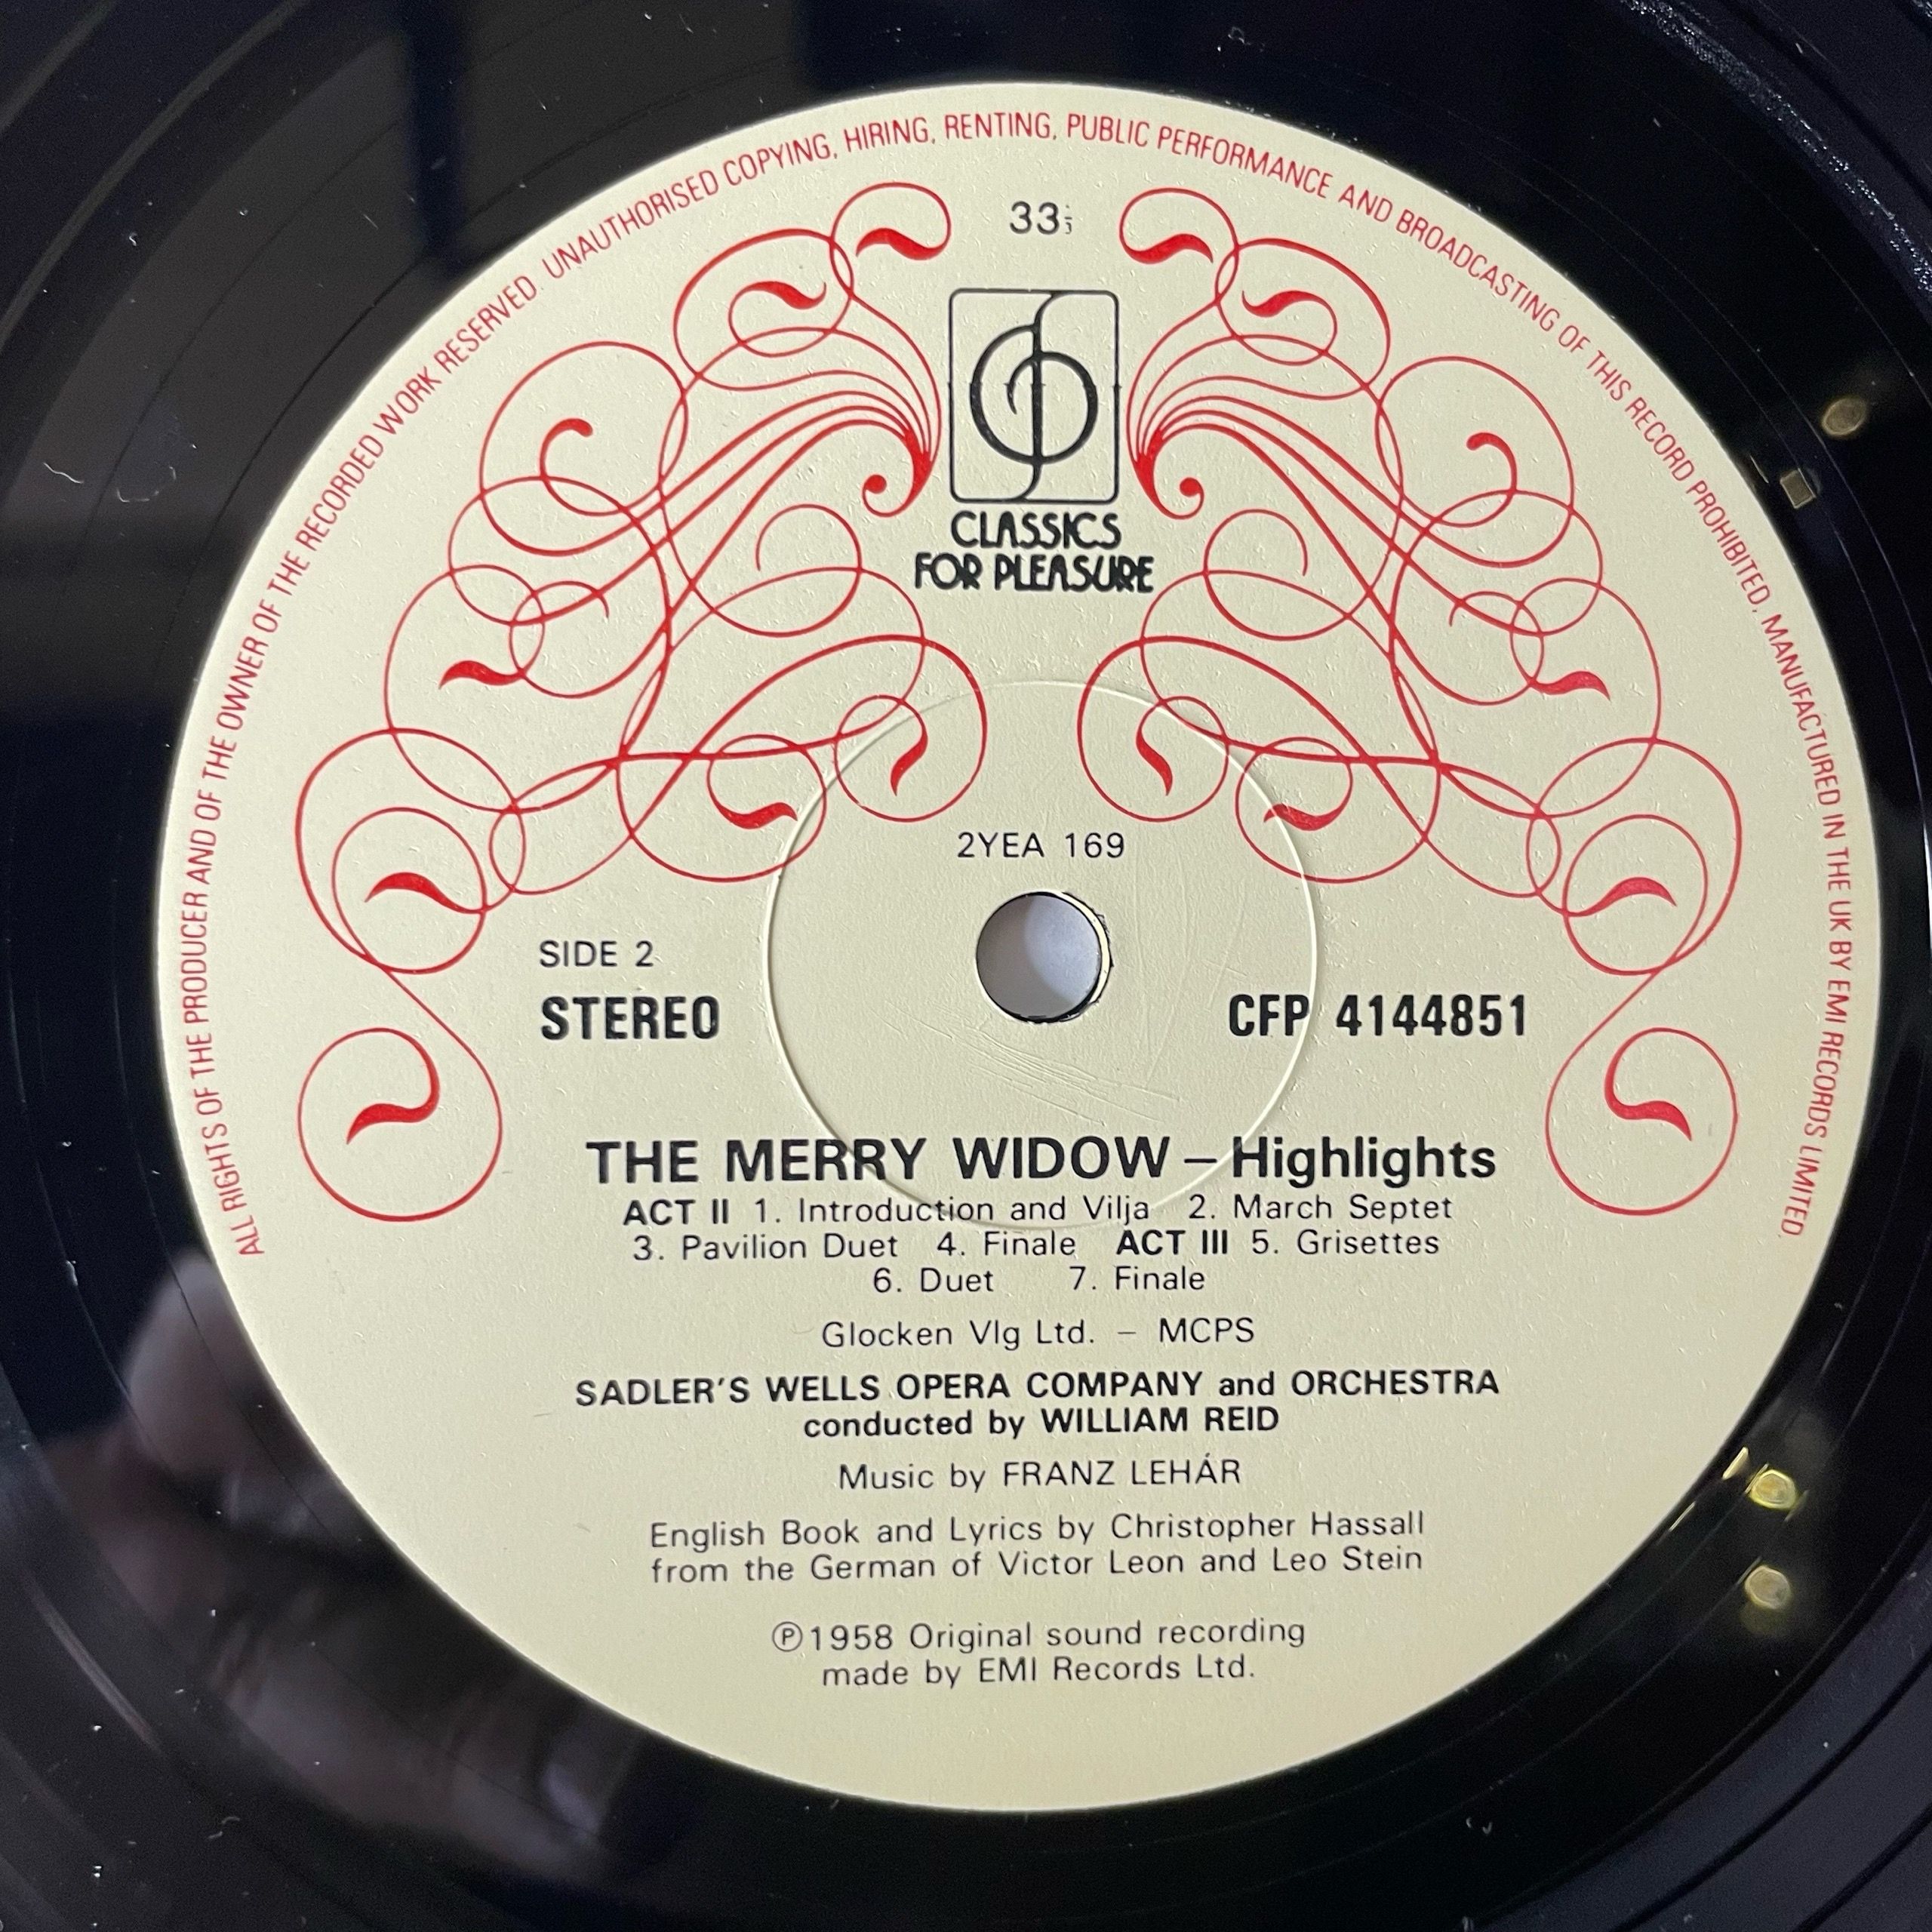 ALL RIGHTS OF THE PRODUCER AND OF THE OWNER OF THE RECORDED WORK RESERVED. UNAUTHORISED COPYING, HIRING, RENTING, PUBLIC PERFORMANCE AND BROADCASTING OF THIS RECORD PROHIBITED. MANUFACTURED IN THE UK BY EMI RECORDS LIMITED.
33⅓
CLASSICS
FOR PLEASURE
2YEA 169
SIDE 2
STEREO CFP 4144851
THE MERRY WIDOW – Highlights
ACT II 1. Introduction and Vilja 2. March Septet
3. Pavilion Duet 4. Finale ACT III 5. Grisettes
6. Duet 7. Finale
Glocken Vlg Ltd. – MCPS
SADLER'S WELLS OPERA COMPANY and ORCHESTRA
conducted by WILLIAM REID
Music by FRANZ LEHÁR
English Book and Lyrics by Christopher Hassall
from the German of Victor Leon and Leo Stein
℗1958 Original sound recording
made by EMI Records Ltd.